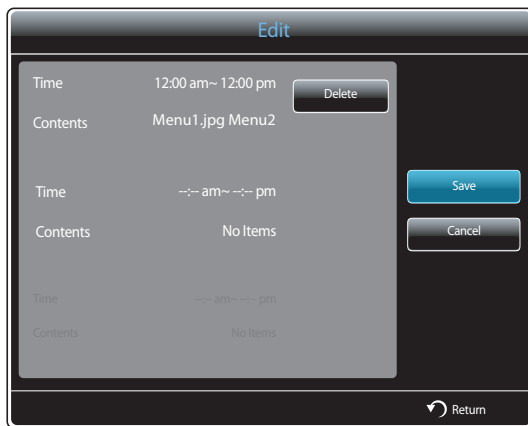 Edit
Time 12:00 am~ 12:00 pm
Delete
Contents Menu1.jpg Menu2
Time --:-- am~ --:-- pm
Save
Contents No Items
Cancel
Time --:-- am~ --:-- pm
Contents No Items
Return